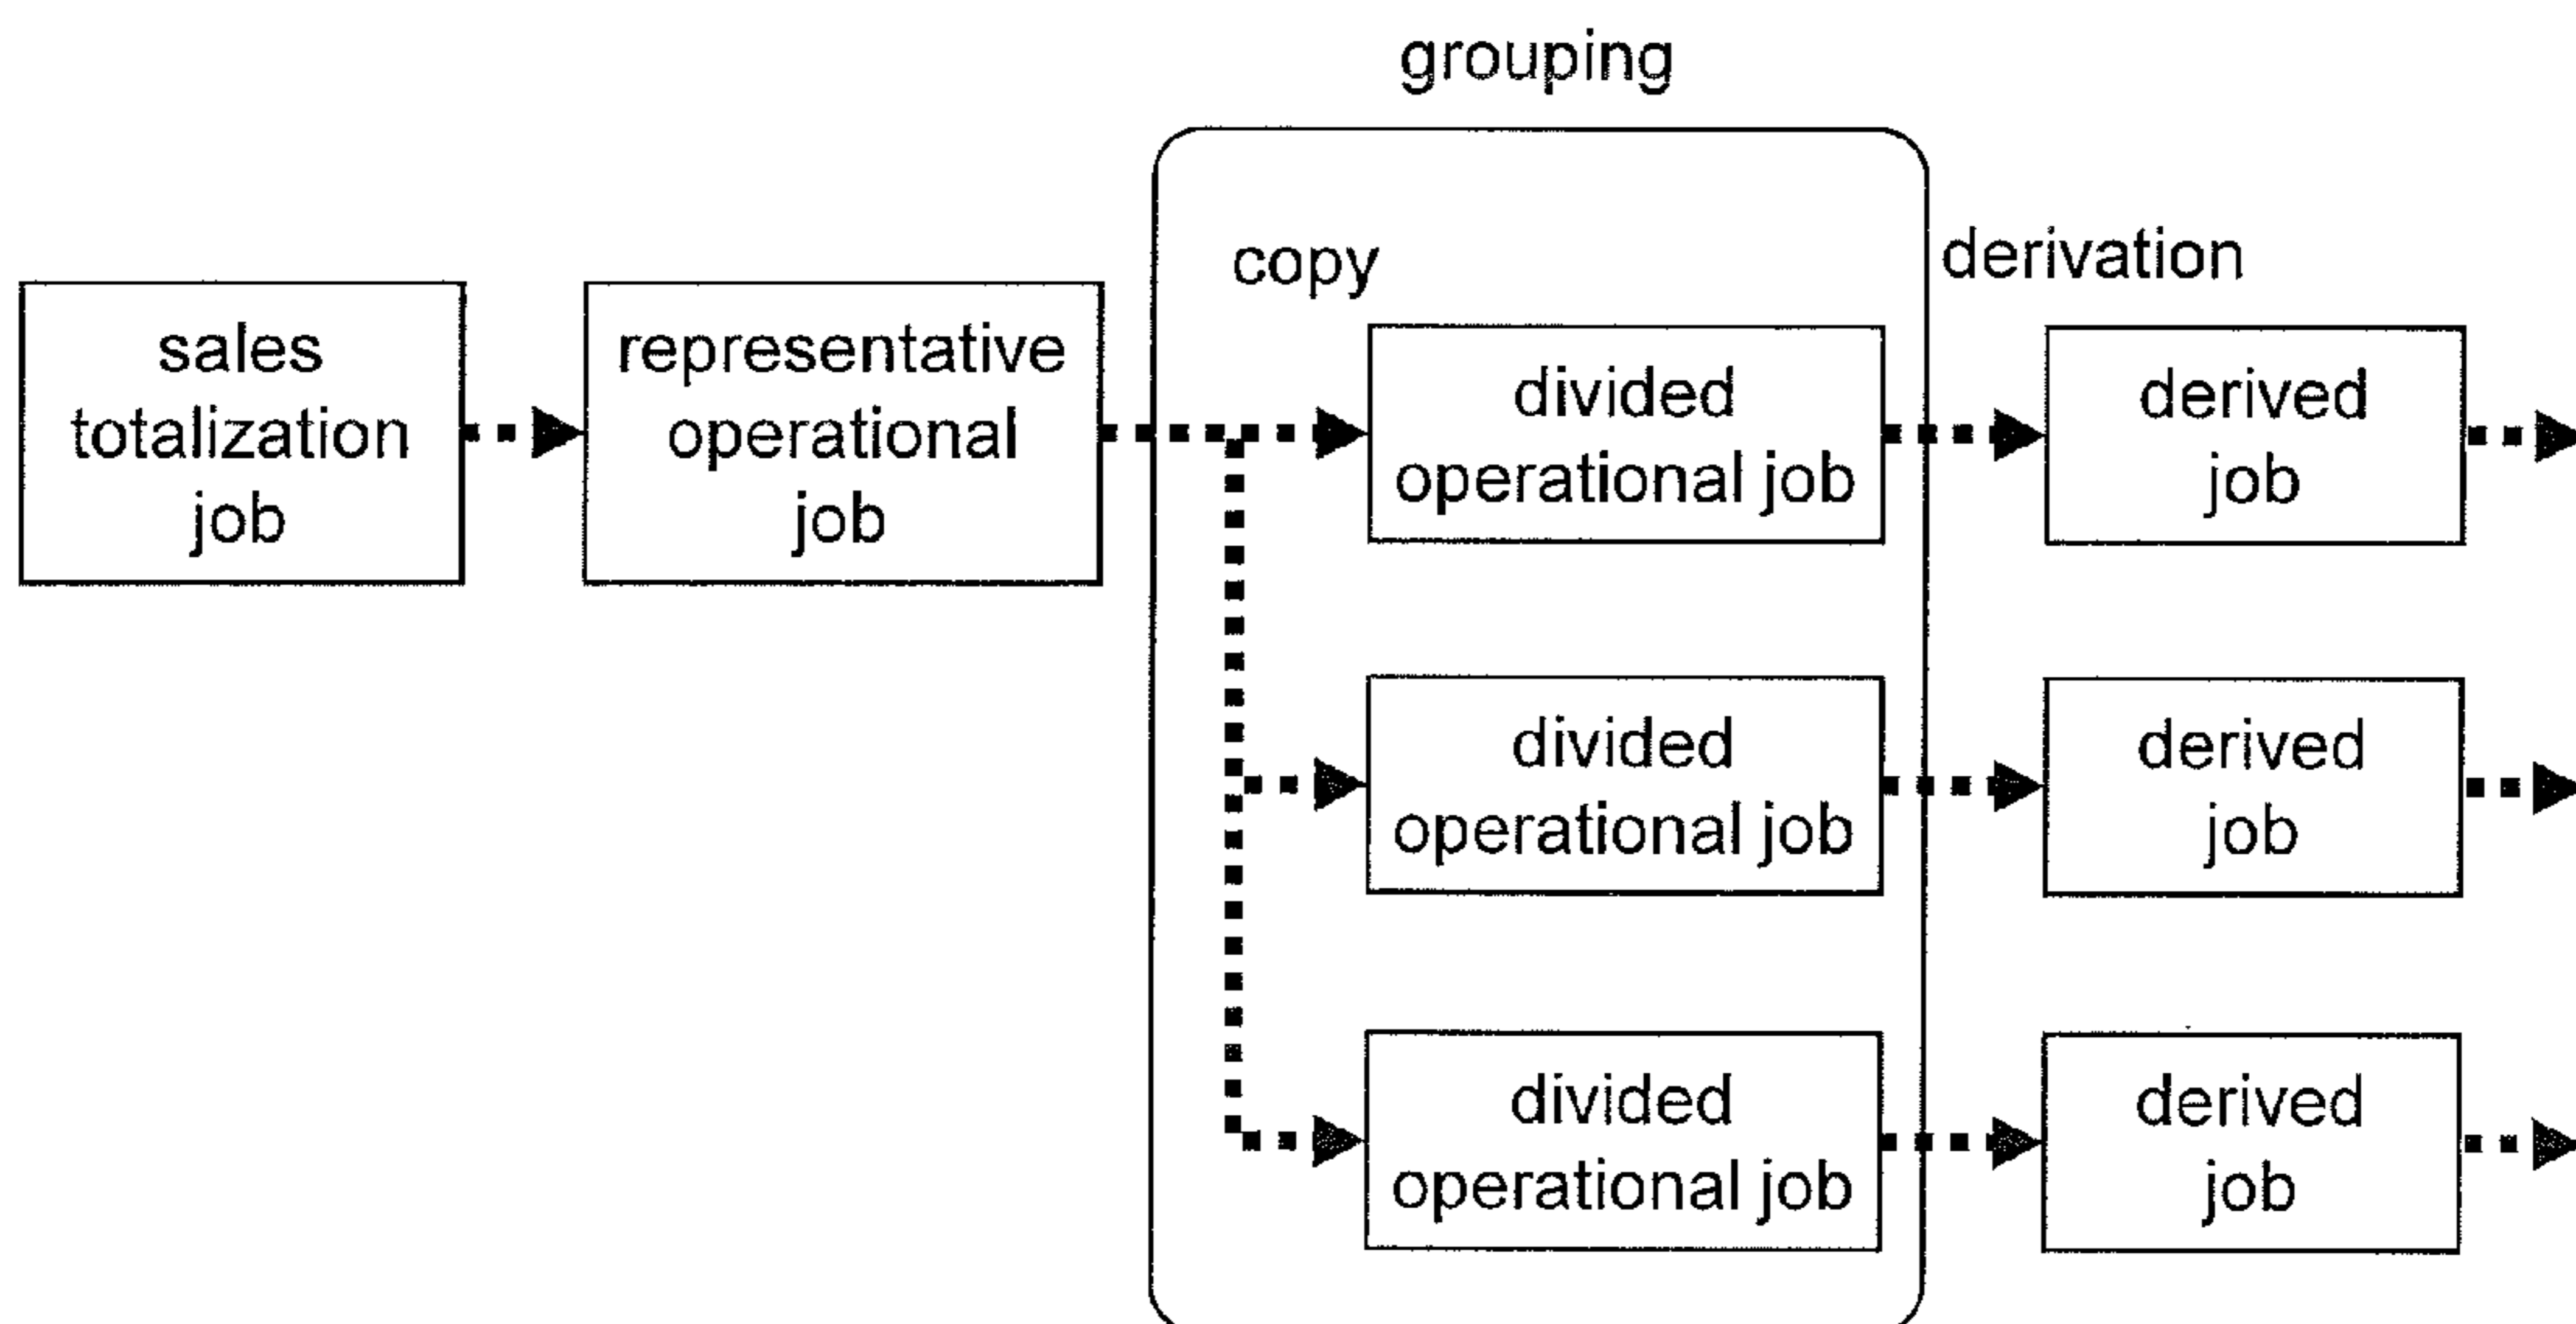 grouping
copy
derivation
sales
totalization
job
representative
operational
job
divided
operational job
derived
job
divided
operational job
derived
job
divided
operational job
derived
job